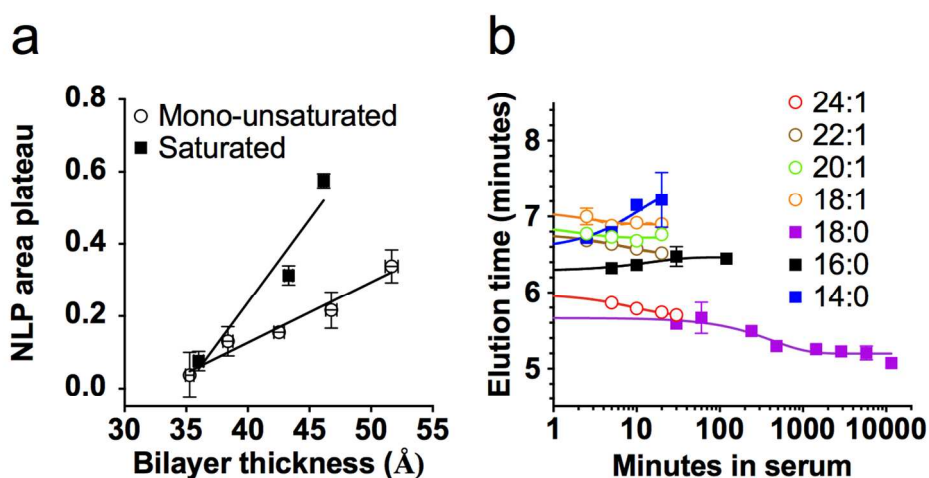 a
NLP area plateau
0.8
0.6
0.4
0.2
0.0
Mono-unsaturated
Saturated
30 35 40 45 50 55
Bilayer thickness (Å)
b
Elution time (minutes)
8
7
6
5
24:1
22:1
20:1
18:1
18:0
16:0
14:0
1 10 100 1000 10000
Minutes in serum